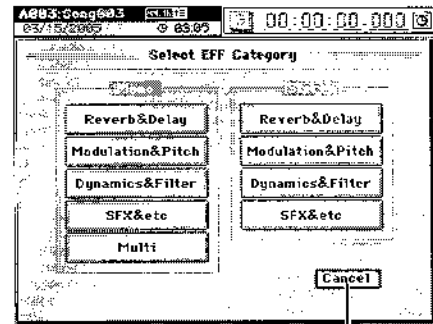 A003:Song003
03/15/2005 03:05 00:00:00.000
Select EFF Category
Reverb&Delay Reverb&Delay
Modulation&Pitch Modulation&Pitch
Dynamics&Filter Dynamics&Filter
SFX&etc SFX&etc
Multi
Cancel